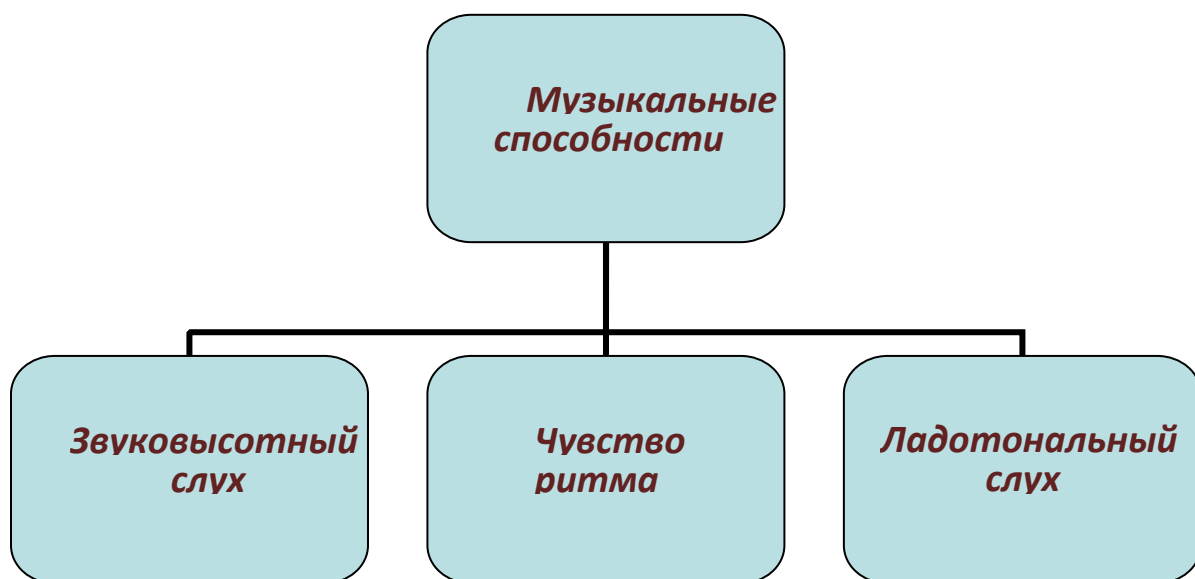 Музыкальные
способности
Звуковысотный
слух
Чувство
ритма
Ладотональный
слух